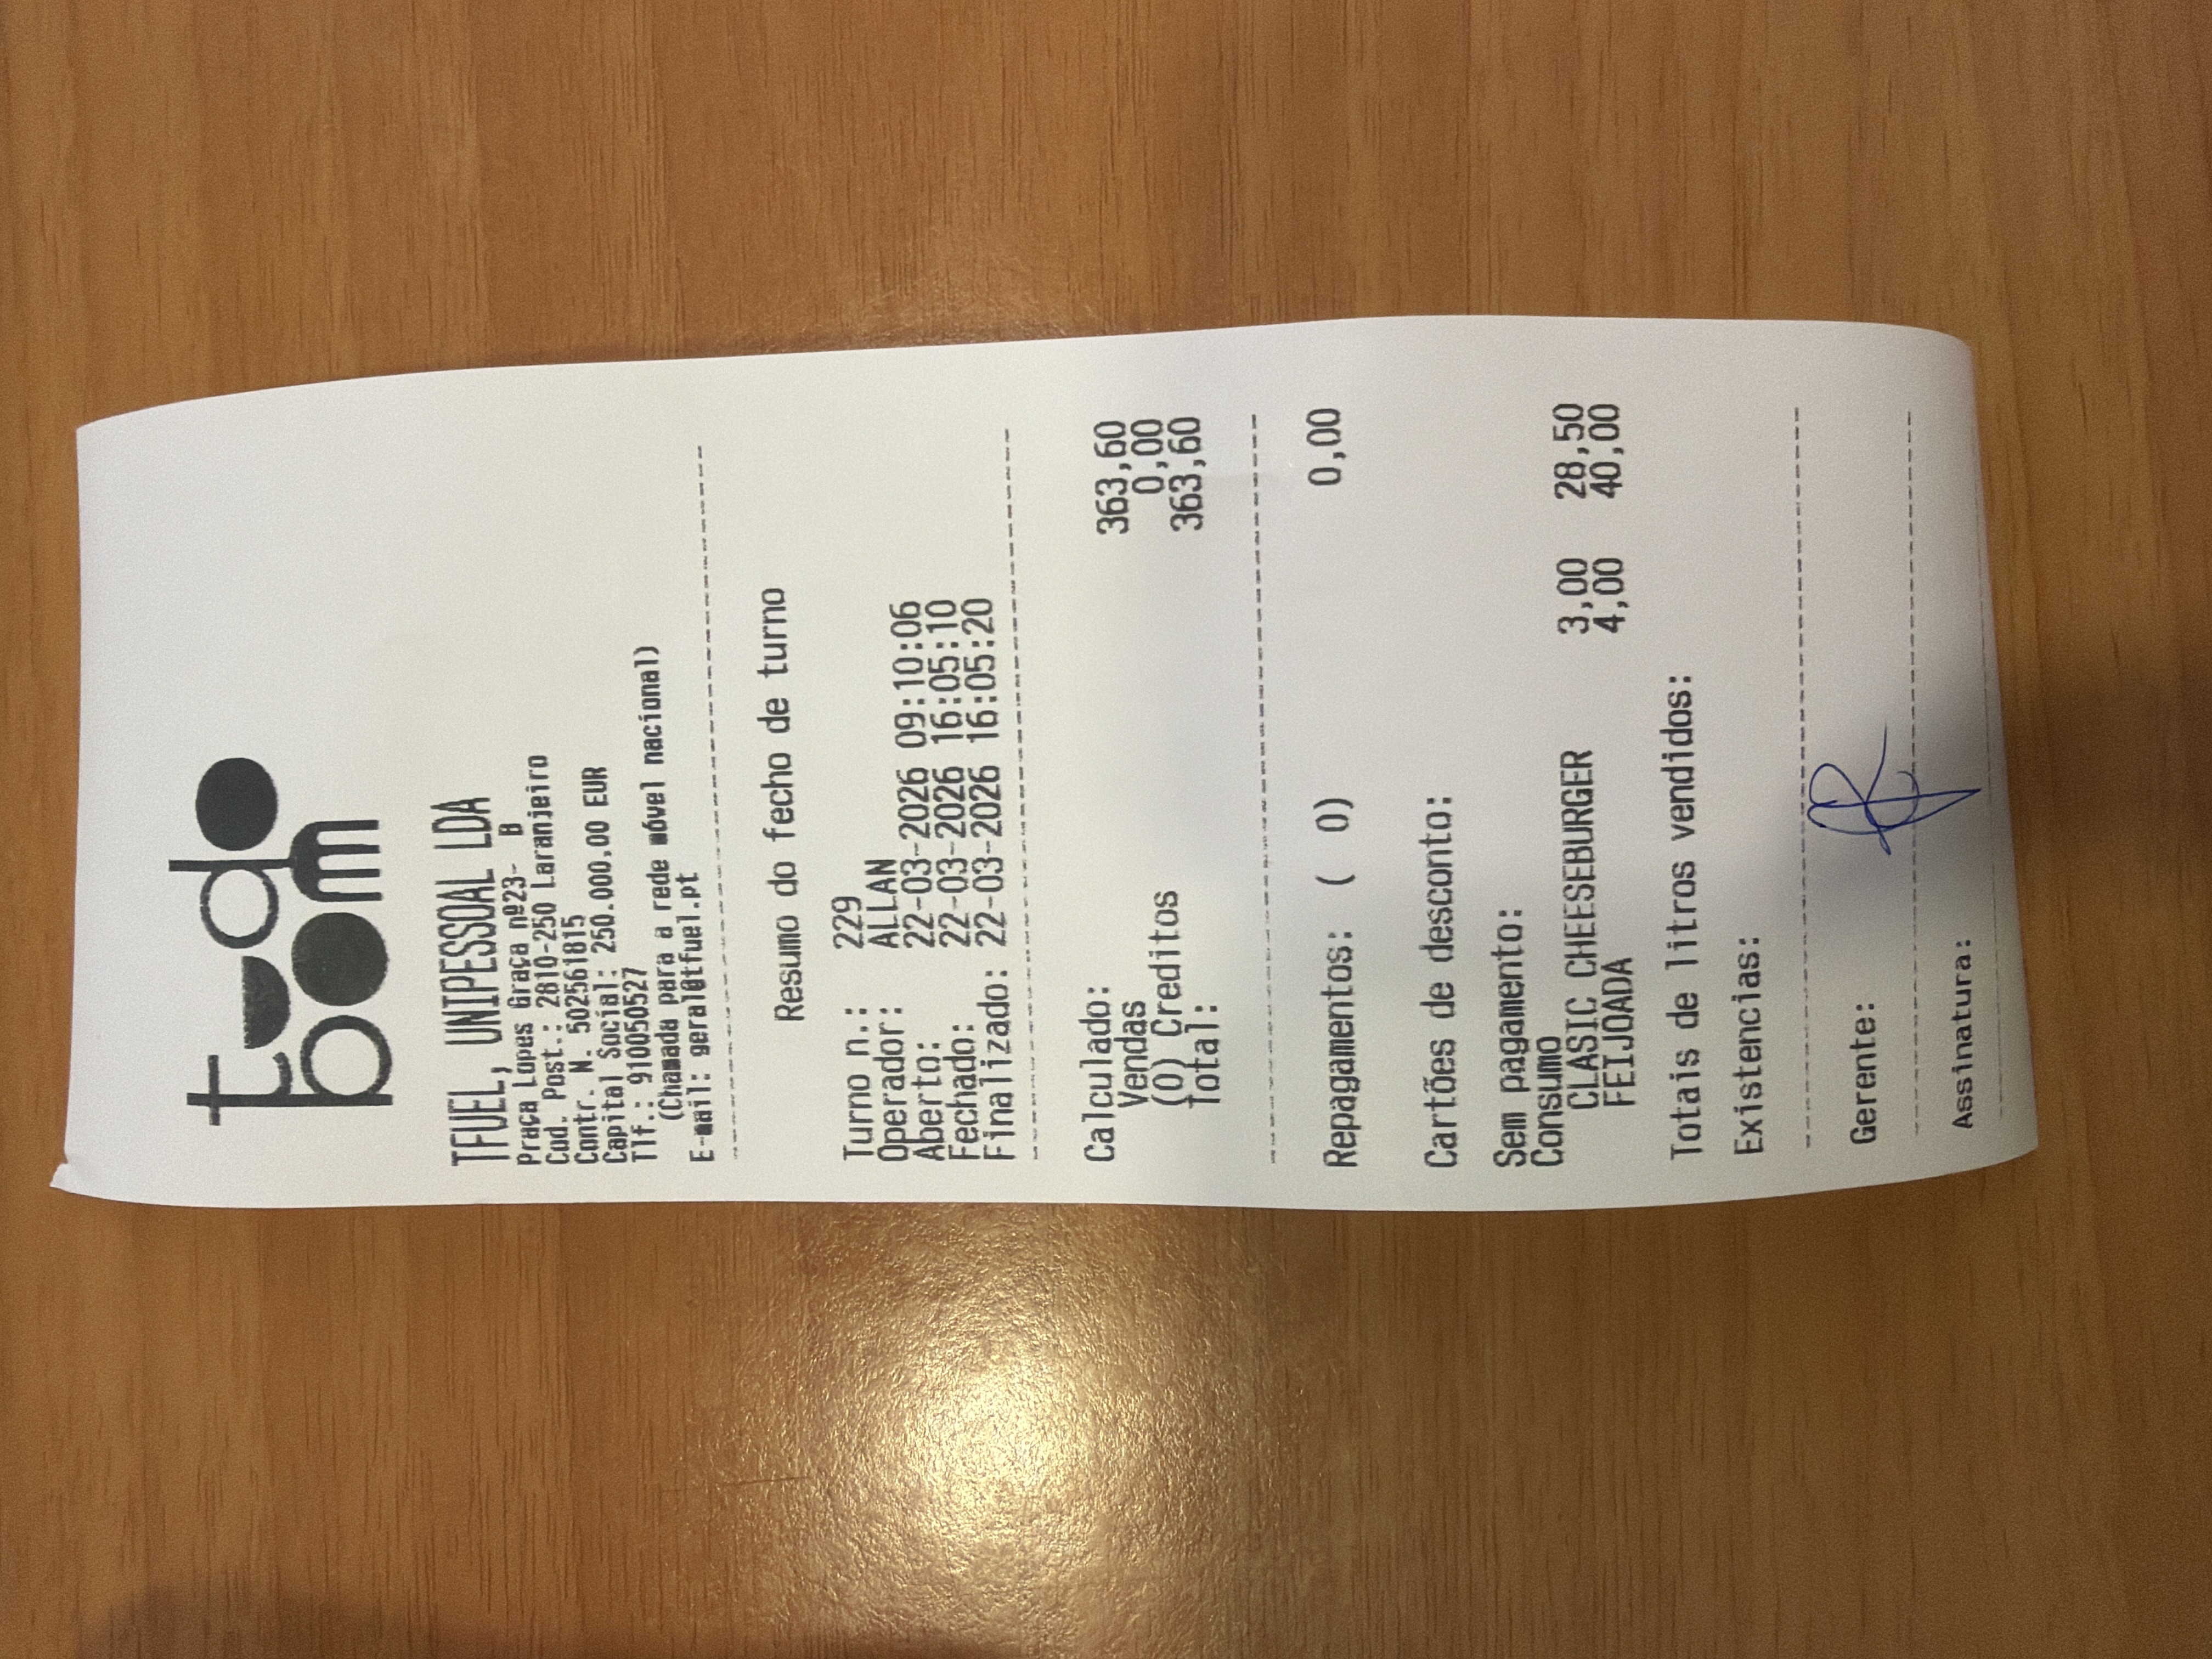 tudo
bom
TFUEL, UNIPESSOAL LDA
Praça Lopes Graça nº23- B
Cod. Post.: 2810-250 Laranjeiro
Contr. N. 502561815
Capital Social: 250.000,00 EUR
Tlf.: 910050527
(Chamada para a rede móvel nacional)
E-mail: geral@tfuel.pt
Resumo do fecho de turno
Turno n.: 229
Operador: ALLAN
Aberto: 22-03-2026 09:10:06
Fechado: 22-03-2026 16:05:10
Finalizado: 22-03-2026 16:05:20
Calculado:
Vendas 363,60
(0) Creditos 0,00
Total: 363,60
Repagamentos: ( 0) 0,00
Cartões de desconto:
Sem pagamento:
Consumo
CLASIC CHEESEBURGER 3,00 28,50
FEIJOADA 4,00 40,00
Totais de litros vendidos:
Existencias:
Gerente:
Assinatura: